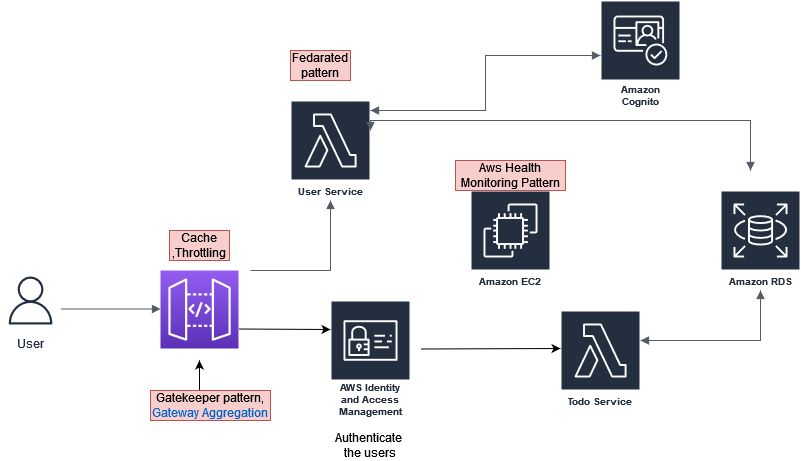 Fedarated
pattern
Amazon
Cognito
User Service
Aws Health
Monitoring Pattern
Amazon EC2
Amazon RDS
Cache
,Throttling
User
Gatekeeper pattern,
Gateway Aggregation
AWS Identity
and Access
Management
Authenticate
the users
Todo Service